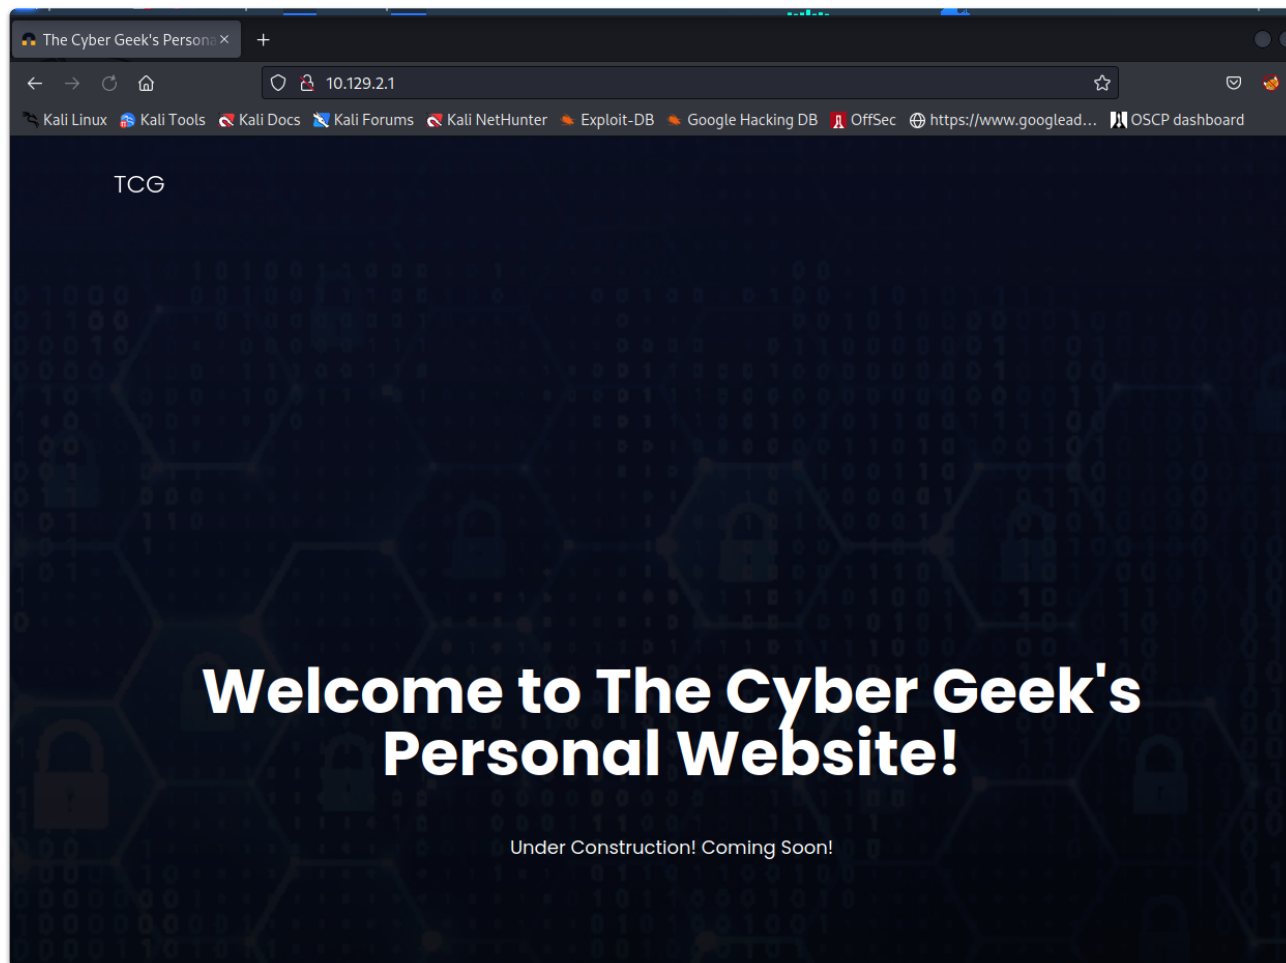 The Cyber Geek's Persona
10.129.2.1
Kali Linux Kali Tools Kali Docs Kali Forums Kali NetHunter Exploit-DB Google Hacking DB OffSec https://www.googlead... OSCP dashboard
TCG
Welcome to The Cyber Geek's
Personal Website!
Under Construction! Coming Soon!